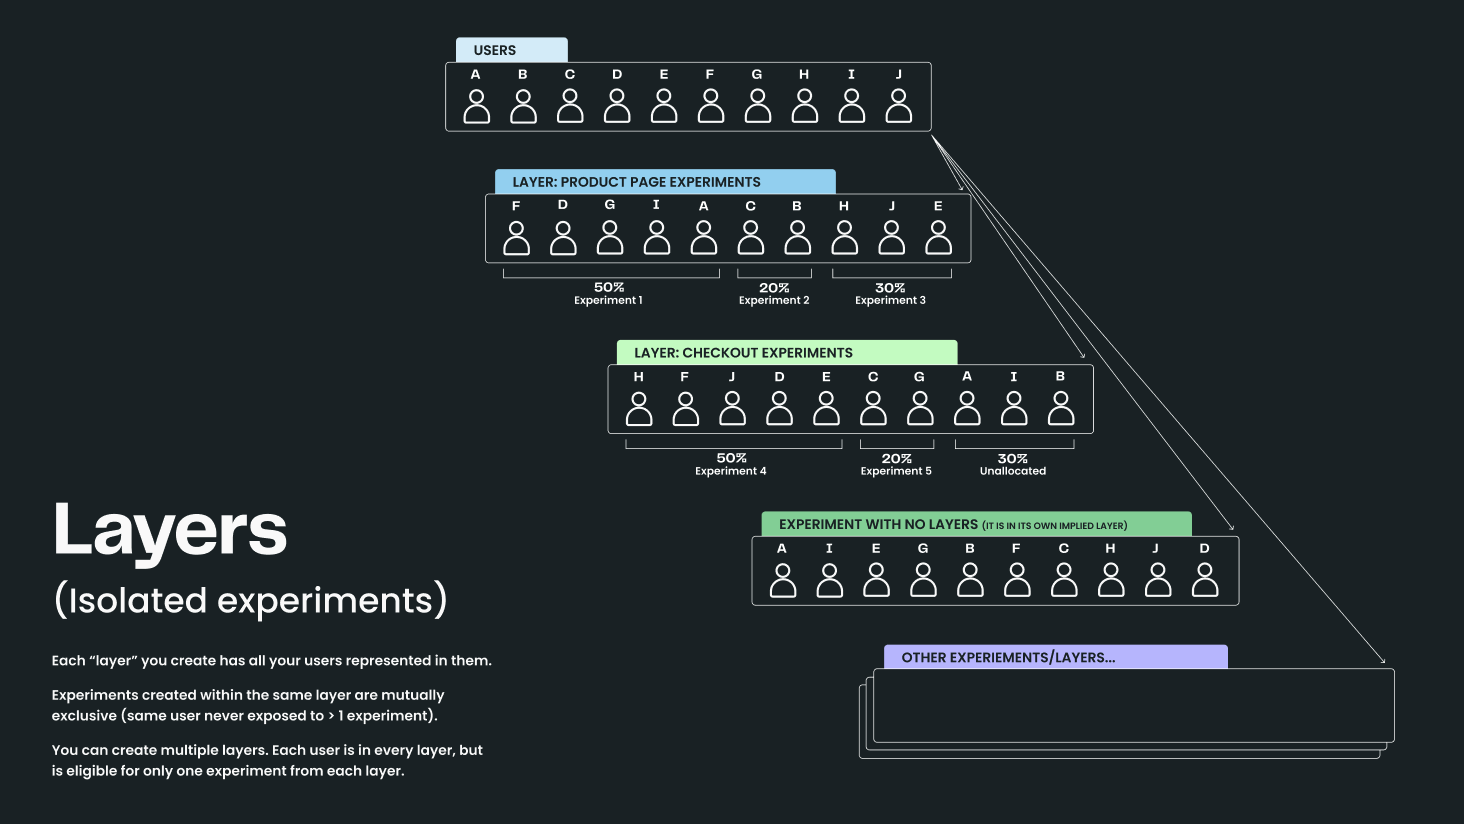 USERS
A B C D E F G H I J
LAYER: PRODUCT PAGE EXPERIMENTS
F D G I A C B H J E
50% 20% 30%
Experiment 1 Experiment 2 Experiment 3
LAYER: CHECKOUT EXPERIMENTS
H F J D E C G A I B
50% 20% 30%
Experiment 4 Experiment 5 Unallocated
EXPERIMENT WITH NO LAYERS (IT IS IN ITS OWN IMPLIED LAYER)
A I E G B F C H J D
OTHER EXPERIEMENTS/LAYERS...
Layers
(Isolated experiments)
Each “layer” you create has all your users represented in them.
Experiments created within the same layer are mutually
exclusive (same user never exposed to > 1 experiment).
You can create multiple layers. Each user is in every layer, but
is eligible for only one experiment from each layer.